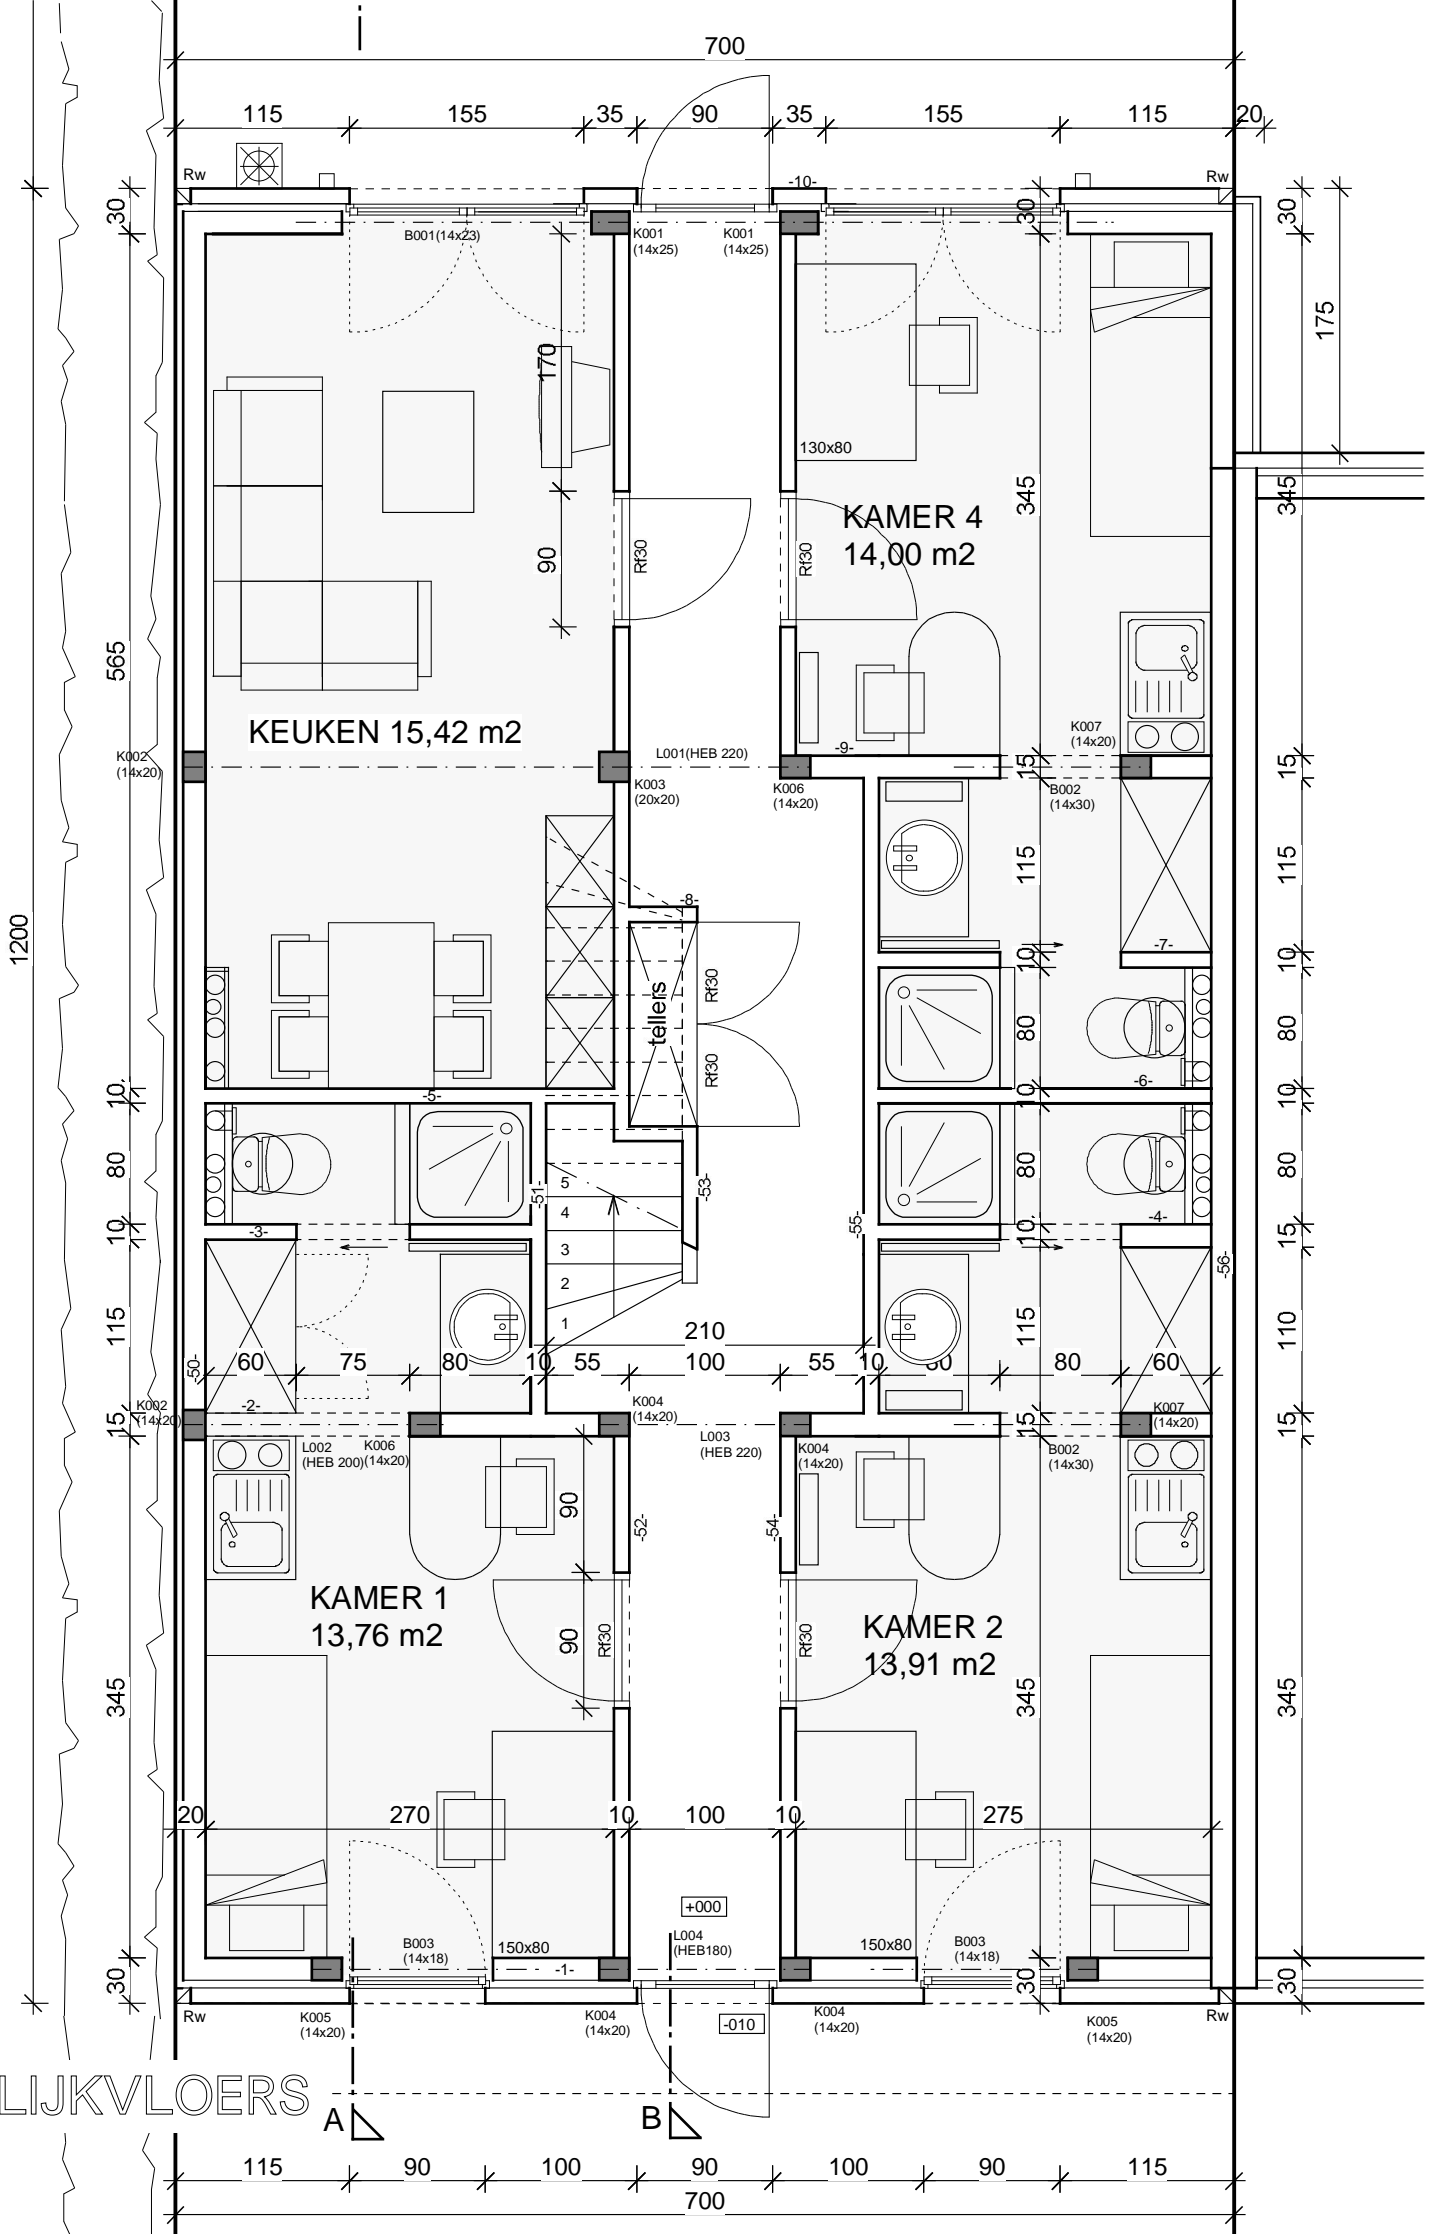 700
115 155 35 90 35 155 115 20
Rw
-10-
Rw
30
30
30
B001(14x23)
K001
(14x25)
K001
(14x25)
175
170
130x80
345
345
KAMER 4
14,00 m2
90
Rf30
Rf30
565
KEUKEN 15,42 m2
K002
(14x20)
L001(HEB 220)
-9-
K007
(14x20)
15
15
K003
(20x20)
K006
(14x20)
B002
(14x30)
115
115
1200
-8-
-7-
10
10
tellers
Rf30
Rf30
80
80
10
-5-
-6-
10
10
80
5
-51-
-53-
80
-4-
80
10
-3-
4
-55-
10
15
3
-56-
2
115
1
115
110
210
-50-
60 75 80 10 55 100 55 10 80 80 60
15
K002
(14x20)
-2-
K004
(14x20)
15
K007
(14x20)
15
L002
(HEB 200)
K006
(14x20)
L003
(HEB 220)
K004
(14x20)
B002
(14x30)
90
-52-
-54-
KAMER 1
13,76 m2
90
Rf30
Rf30
KAMER 2
13,91 m2
345
345
345
20 270 10 100 10 275
+000
B003
(14x18)
150x80
L004
(HEB180)
150x80
B003
(14x18)
-1-
30
30
30
Rw
K005
(14x20)
K004
(14x20)
-010
K004
(14x20)
K005
(14x20)
Rw
LIJKVLOERS
A
B
115 90 100 90 100 90 115
700